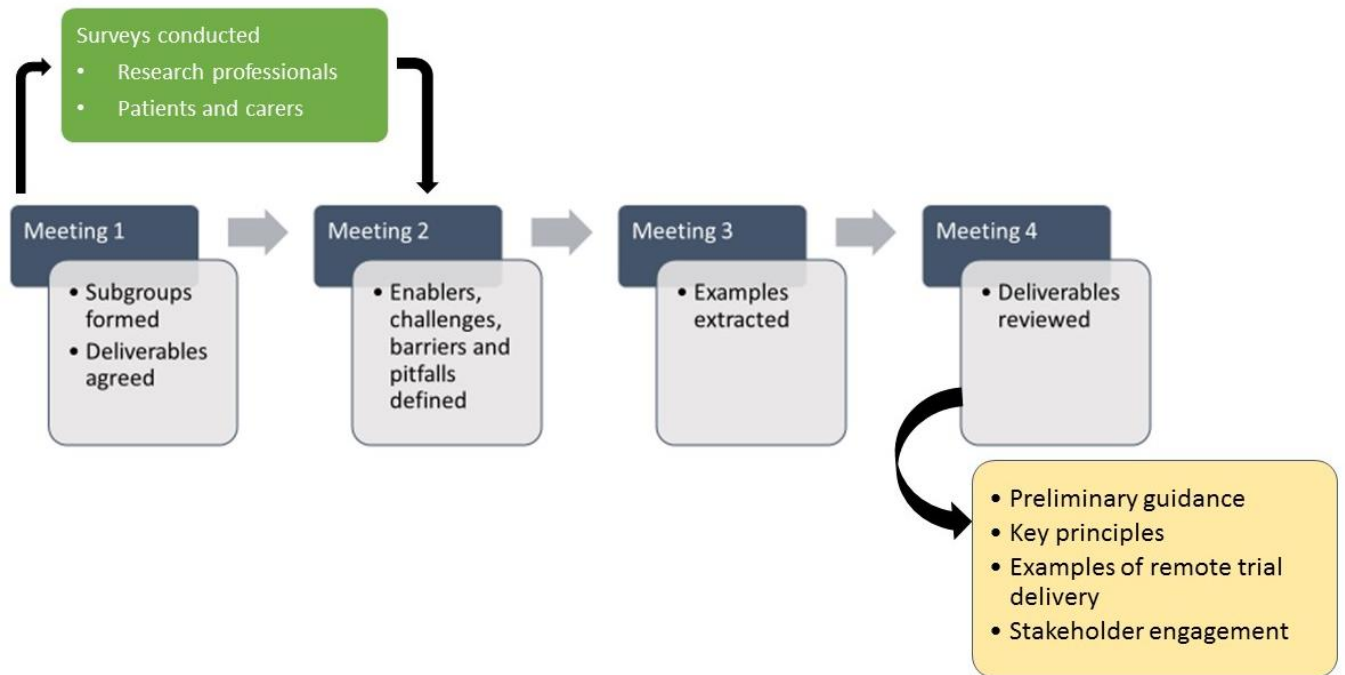 Surveys conducted
• Research professionals
• Patients and carers
Meeting 1
• Subgroups
formed
• Deliverables
agreed
Meeting 2
• Enablers,
challenges,
barriers and
pitfalls
defined
Meeting 3
• Examples
extracted
Meeting 4
• Deliverables
reviewed
• Preliminary guidance
• Key principles
• Examples of remote trial
delivery
• Stakeholder engagement